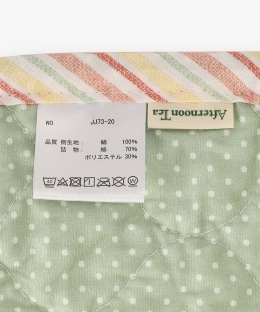 Afternoon Tea
NO. JJ73-20
品質 側生地: 綿 100%
詰 物: 綿 70%
ポリエステル 30%